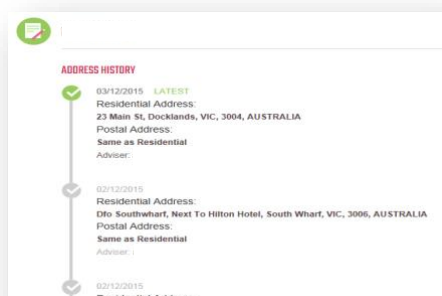 ADDRESS HISTORY
03/12/2015 LATEST
Residential Address:
23 Main St, Docklands, VIC, 3004, AUSTRALIA
Postal Address:
Same as Residential
Adviser:
02/12/2015
Residential Address:
Dfo Southwharf, Next To Hilton Hotel, South Wharf, VIC, 3006, AUSTRALIA
Postal Address:
Same as Residential
Adviser:
02/12/2015